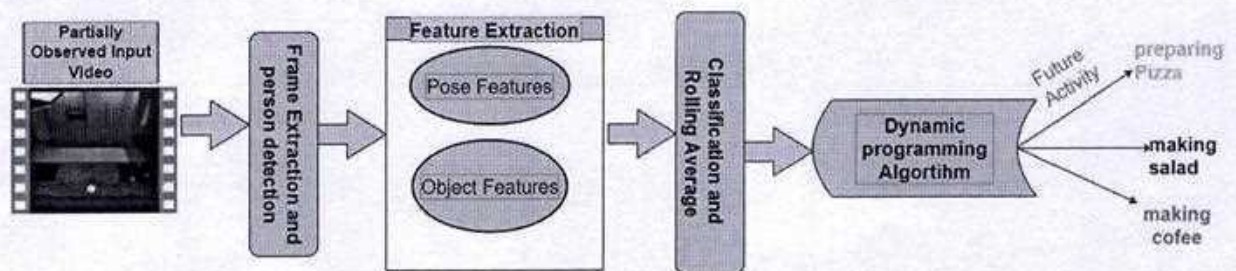 Partially
Observed Input
Video
Frame Extraction and
person detection
Feature Extraction
Pose Features
Object Features
Classification and
Rolling Average
Dynamic
programming
Algortihm
Future
Activity
preparing
Pizza
making
salad
making
cofee